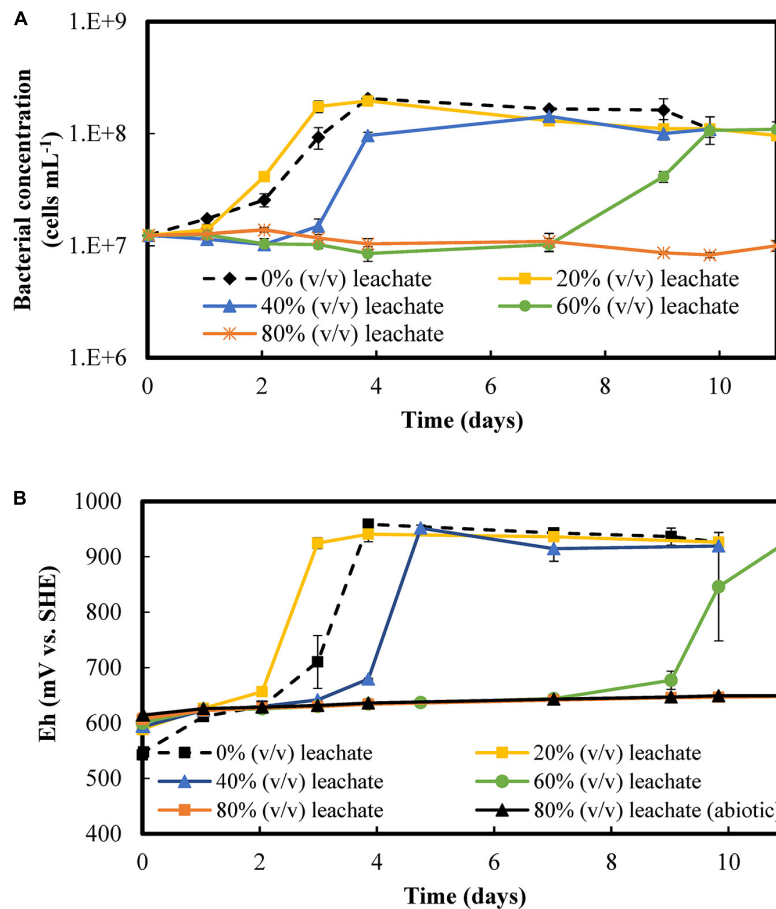 A
1.E+9
1.E+8
1.E+7
1.E+6
Bacterial concentration
(cells mL-1)
0% (v/v) leachate
20% (v/v) leachate
40% (v/v) leachate
60% (v/v) leachate
80% (v/v) leachate
0 2 4 6 8 10
Time (days)
B
1000
900
800
700
600
500
400
Eh (mV vs. SHE)
0% (v/v) leachate
20% (v/v) leachate
40% (v/v) leachate
60% (v/v) leachate
80% (v/v) leachate
80% (v/v) leachate (abiotic)
0 2 4 6 8 10
Time (days)